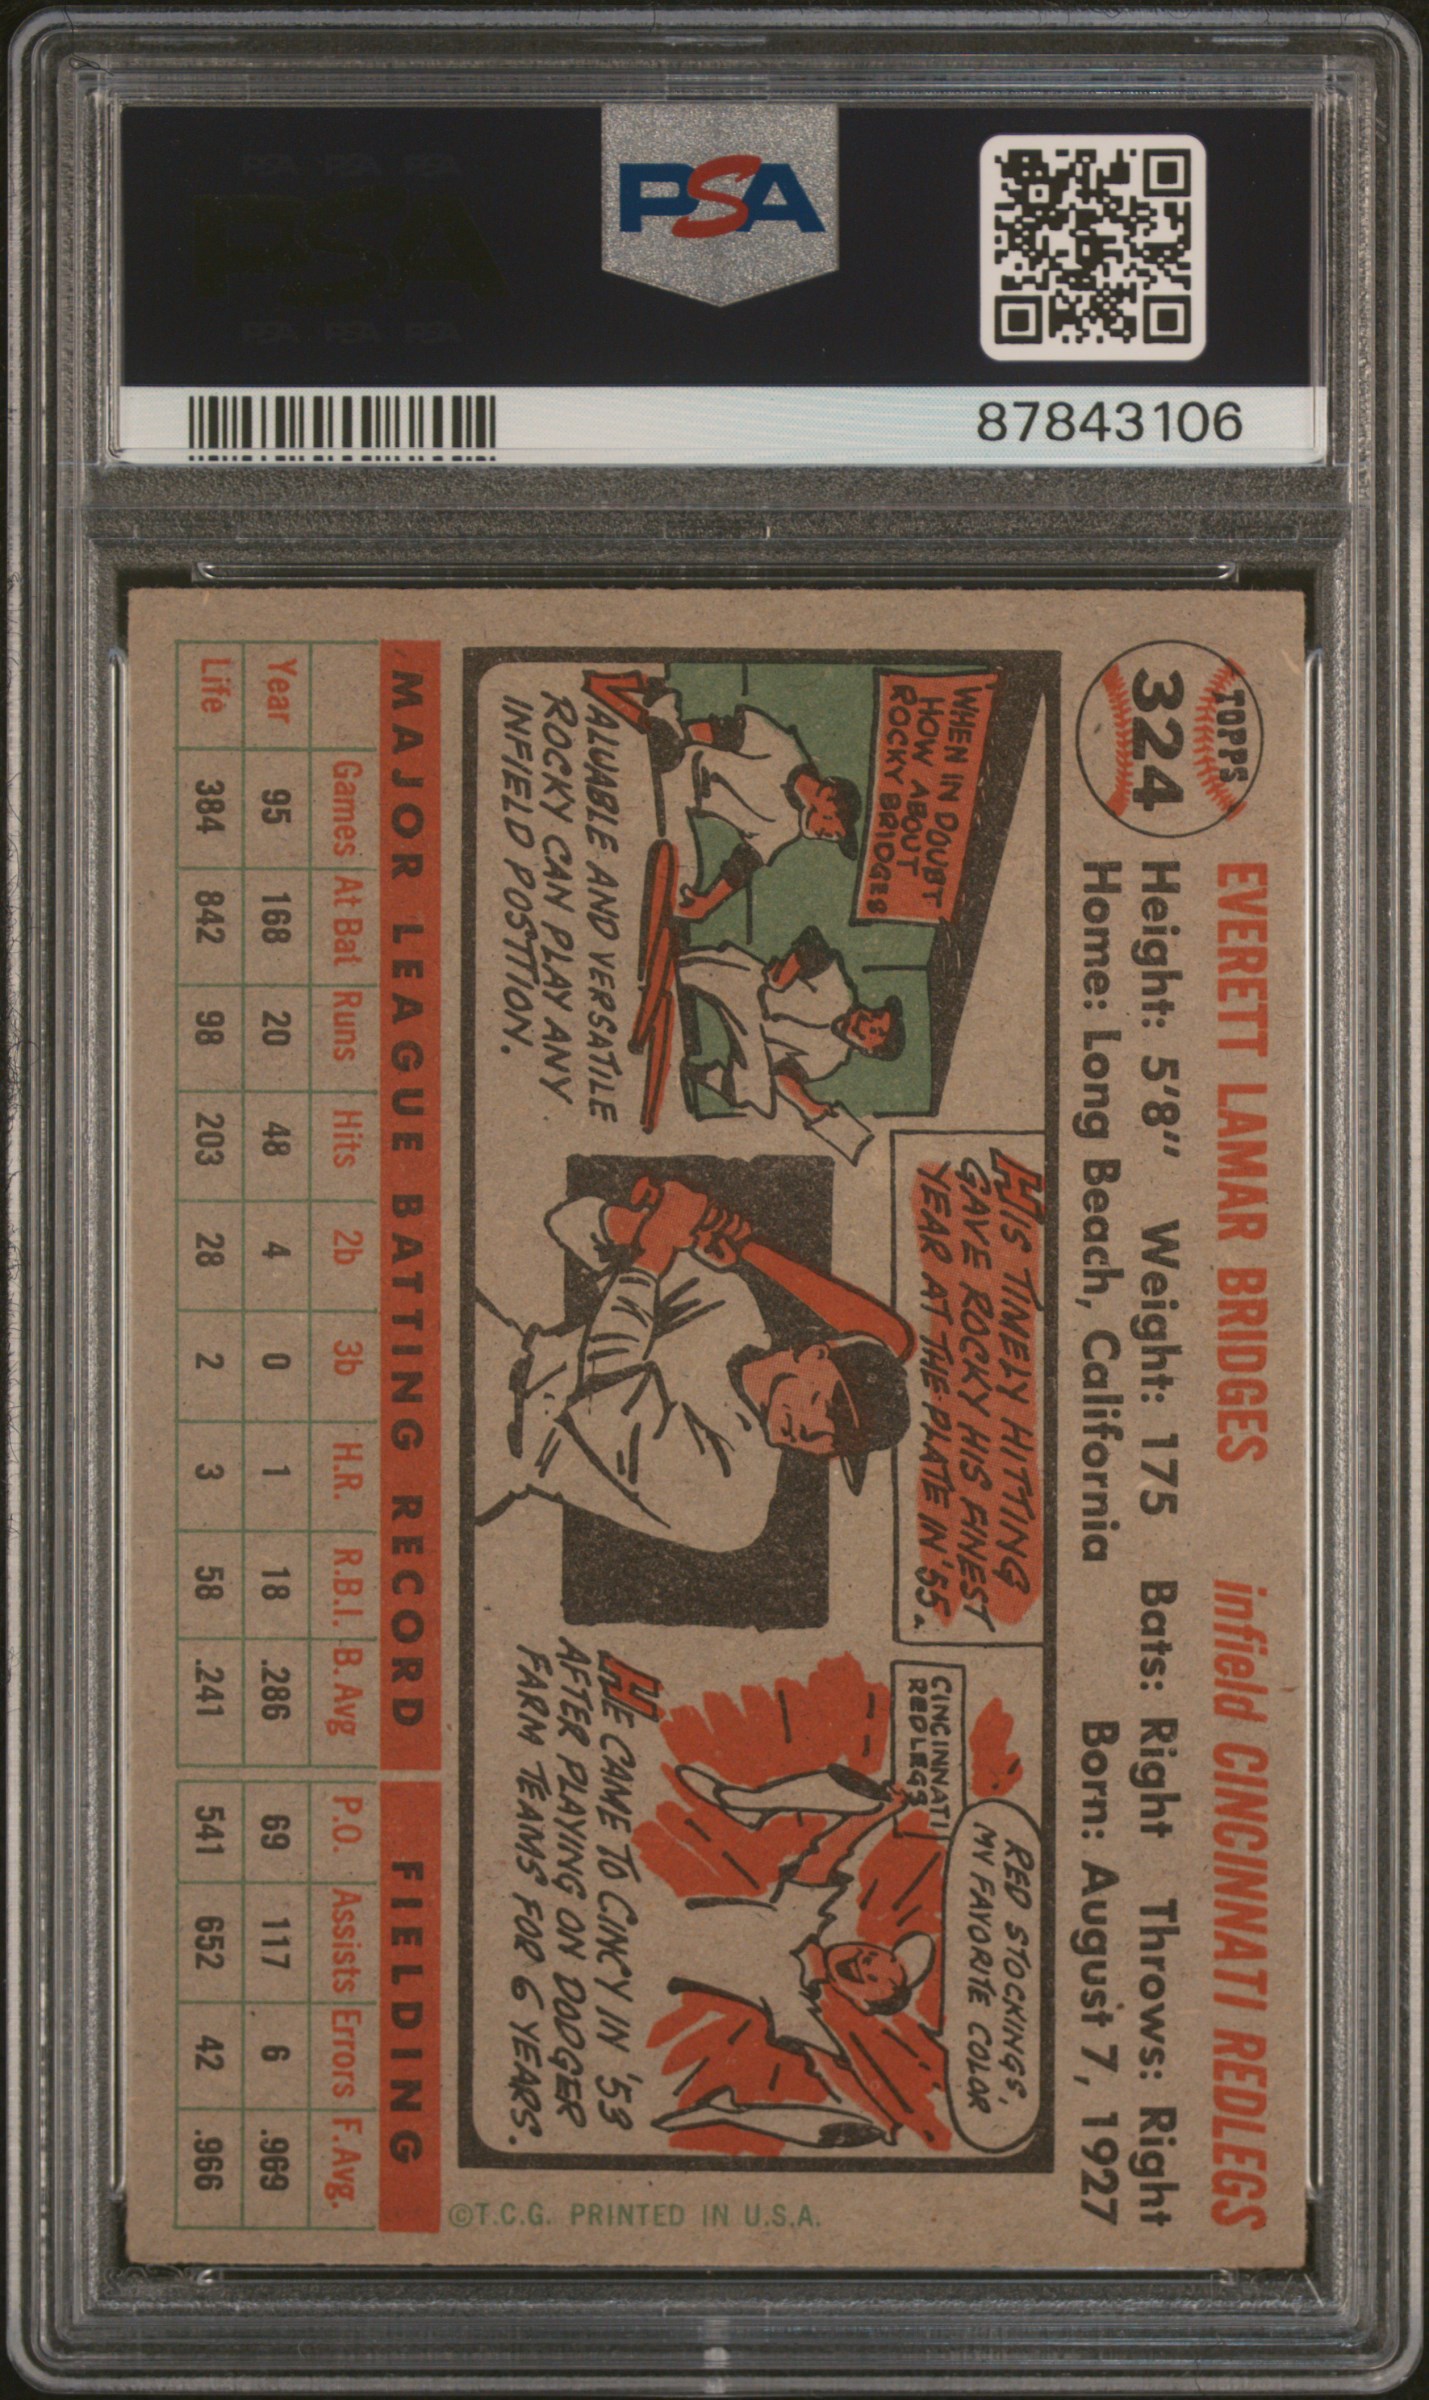 PSA
87843106
TOPPS
324
EVERETT LAMAR BRIDGES infield CINCINNATI REDLEGS
Height: 5'8" Weight: 175 Bats: Right Throws: Right
Home: Long Beach, California Born: August 7, 1927
WHEN IN DOUBT
HOW ABOUT
ROCKY BRIDGES
VALUABLE AND VERSATILE
ROCKY CAN PLAY ANY
INFIELD POSITION.
HIS TIMELY HITTING
GAVE ROCKY HIS FINEST
YEAR AT THE PLATE IN '55.
RED STOCKINGS,
MY FAVORITE COLOR
CINCINNATI
REDLEGS
HE CAME TO CINCY IN '53
AFTER PLAYING ON DODGER
FARM TEAMS FOR 6 YEARS.
©T.C.G. PRINTED IN U.S.A.
MAJOR LEAGUE BATTING RECORD FIELDING
Games At Bat Runs Hits 2b 3b H.R. R.B.I. B. Avg P.O. Assists Errors F. Avg.
Year 95 168 20 48 4 0 1 18 .286 69 117 6 .969
Life 384 842 98 203 28 2 3 58 .241 541 652 42 .966